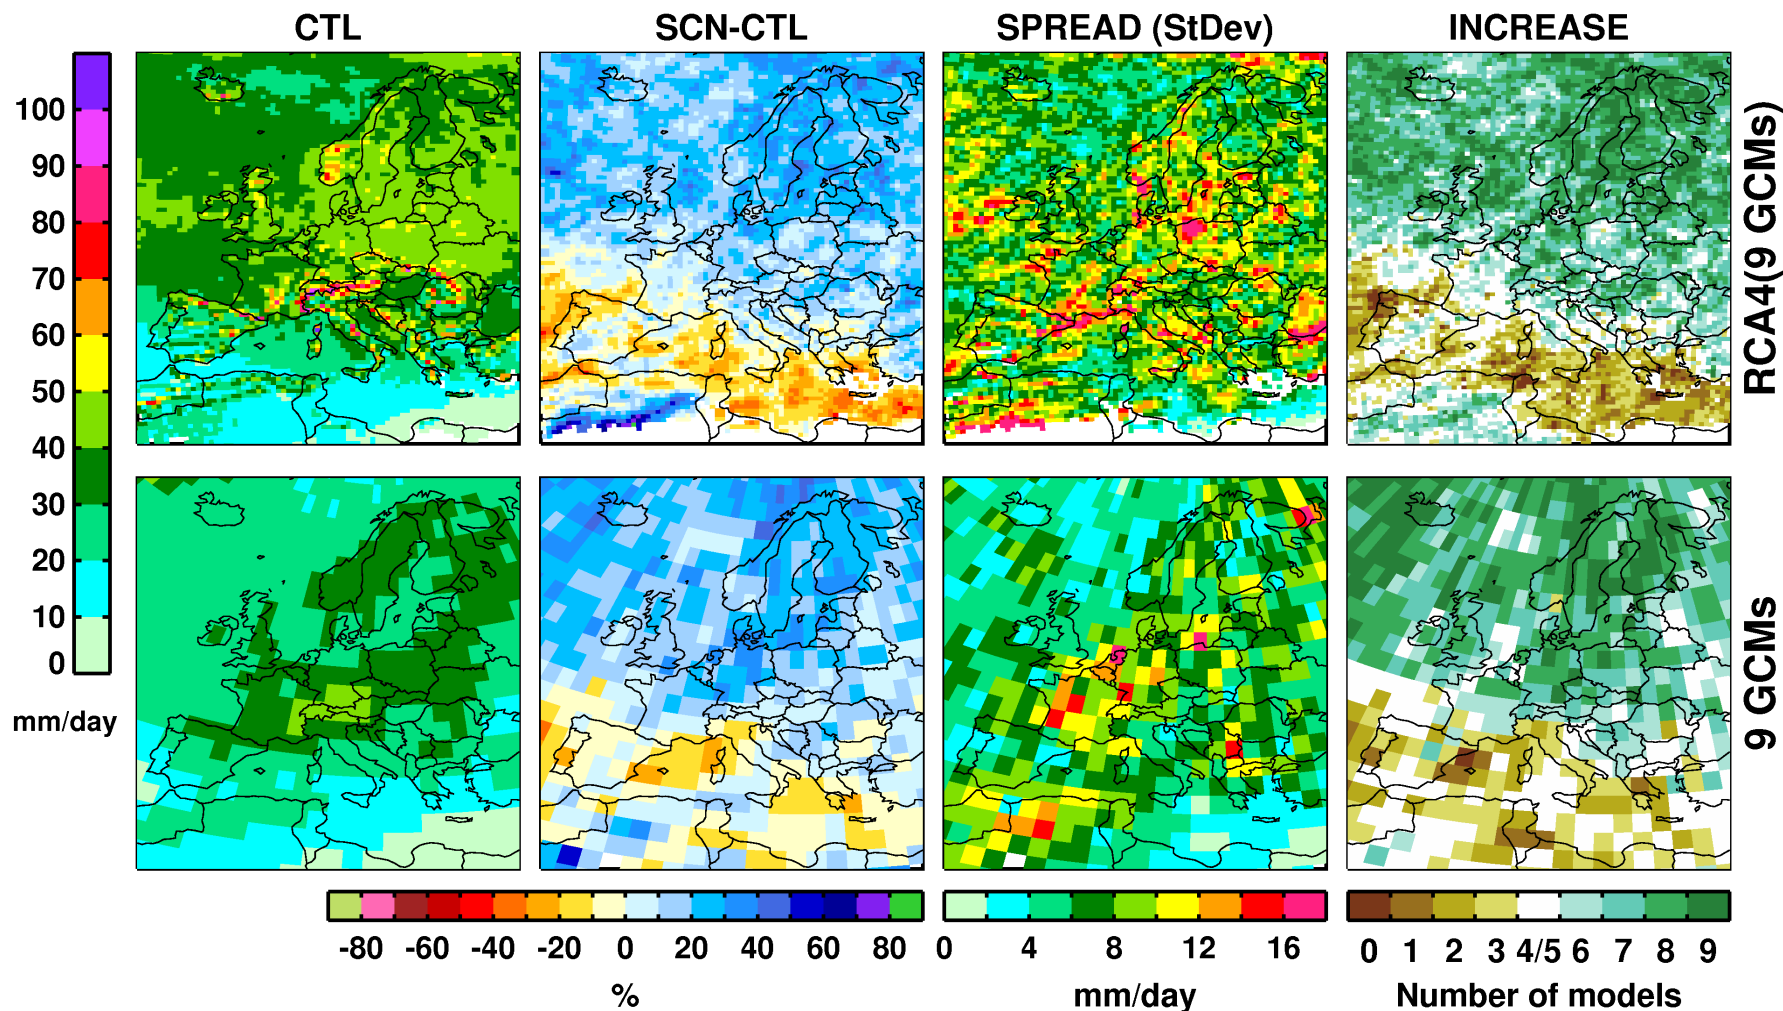 CTL SCN-CTL SPREAD (StDev) INCREASE
100
90
80
70
60
50
40
30
20
10
0
mm/day
RCA4(9 GCMs)
9 GCMs
-80 -60 -40 -20 0 20 40 60 80
%
0 4 8 12 16
mm/day
0 1 2 3 4/5 6 7 8 9
Number of models